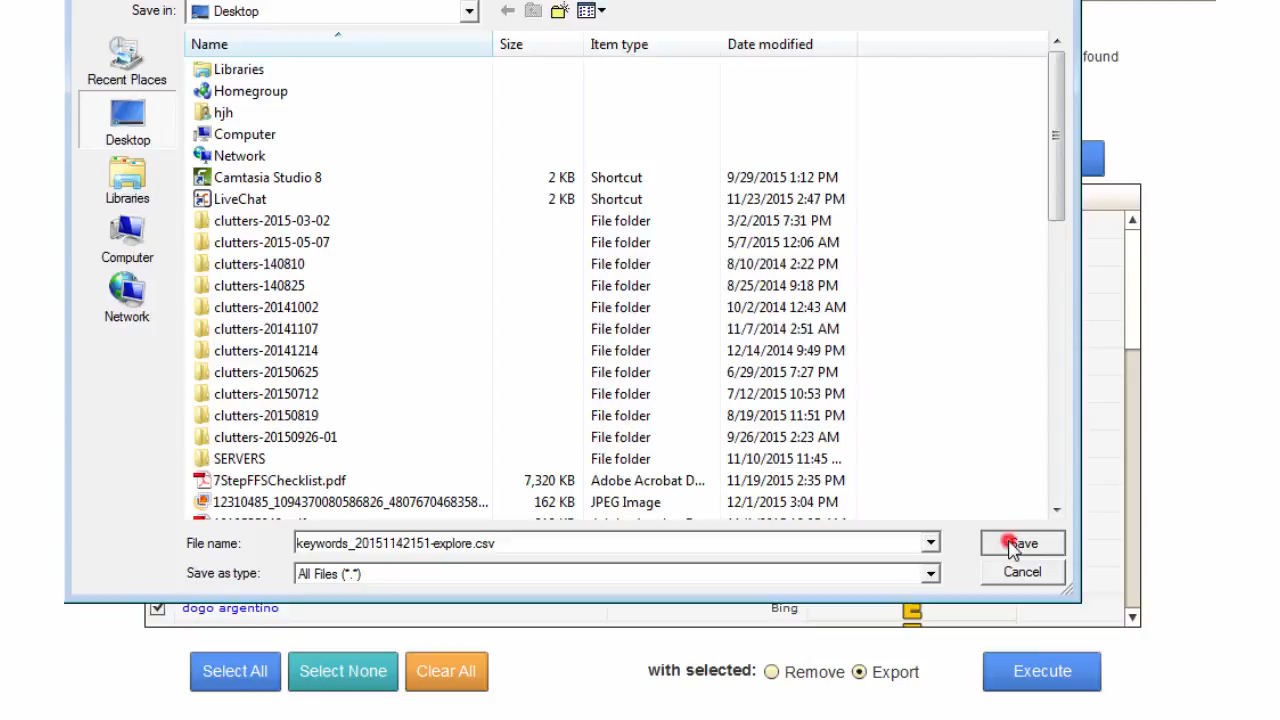 Save in: Desktop
found
Name Size Item type Date modified
Recent Places
Desktop
Libraries
Computer
Network
Libraries
Homegroup
hjh
Computer
Network
Camtasia Studio 8 2 KB Shortcut 9/29/2015 1:12 PM
LiveChat 2 KB Shortcut 11/23/2015 2:47 PM
clutters-2015-03-02 File folder 3/2/2015 7:31 PM
clutters-2015-05-07 File folder 5/7/2015 12:06 AM
clutters-140810 File folder 8/10/2014 2:22 PM
clutters-140825 File folder 8/25/2014 9:18 PM
clutters-20141002 File folder 10/2/2014 12:43 AM
clutters-20141107 File folder 11/7/2014 2:51 AM
clutters-20141214 File folder 12/14/2014 9:49 PM
clutters-20150625 File folder 6/29/2015 7:27 PM
clutters-20150712 File folder 7/12/2015 10:53 PM
clutters-20150819 File folder 8/19/2015 11:51 PM
clutters-20150926-01 File folder 9/26/2015 2:23 AM
SERVERS File folder 11/10/2015 11:45 ...
7StepFFSChecklist.pdf 7,320 KB Adobe Acrobat D... 11/19/2015 2:35 PM
12310485_1094370080586826_4807670468358... 162 KB JPEG Image 12/1/2015 3:04 PM
File name: keywords_20151142151-explore.csv Save
Save as type: All Files (*.*) Cancel
dogo argentino Bing
Select All Select None Clear All with selected: Remove Export Execute